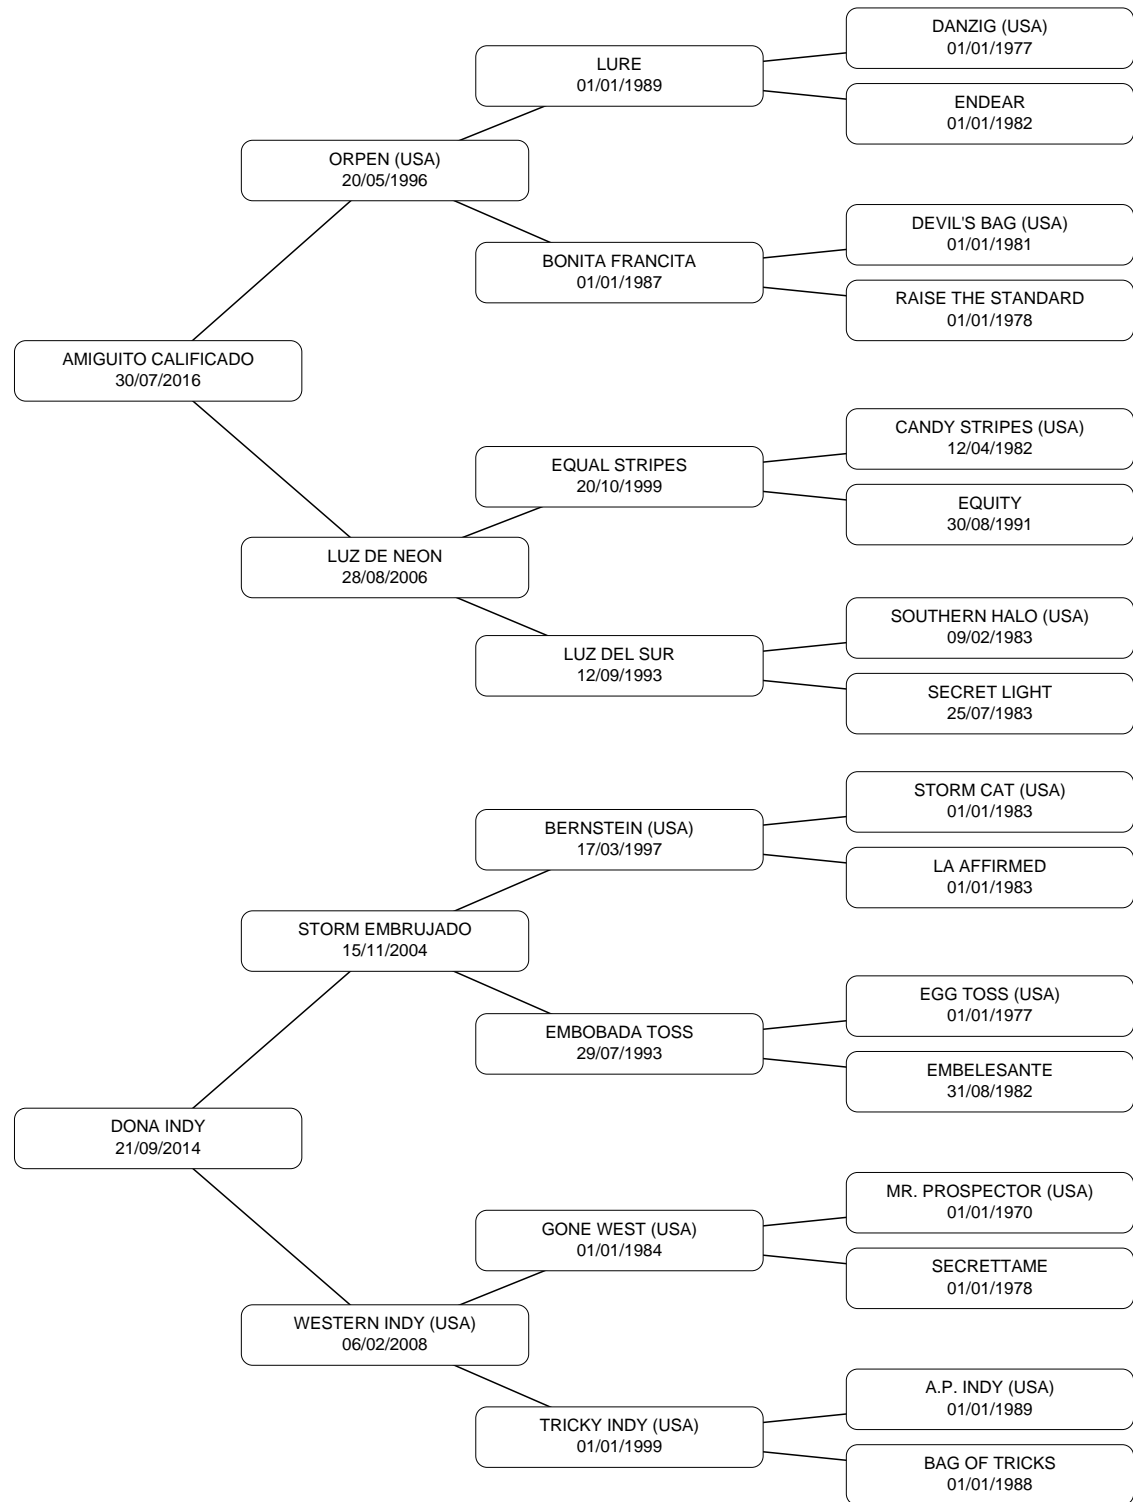 DANZIG (USA)
01/01/1977
LURE
01/01/1989
ENDEAR
01/01/1982
ORPEN (USA)
20/05/1996
DEVIL'S BAG (USA)
01/01/1981
BONITA FRANCITA
01/01/1987
RAISE THE STANDARD
01/01/1978
AMIGUITO CALIFICADO
30/07/2016
CANDY STRIPES (USA)
12/04/1982
EQUAL STRIPES
20/10/1999
EQUITY
30/08/1991
LUZ DE NEON
28/08/2006
SOUTHERN HALO (USA)
09/02/1983
LUZ DEL SUR
12/09/1993
SECRET LIGHT
25/07/1983
STORM CAT (USA)
01/01/1983
BERNSTEIN (USA)
17/03/1997
LA AFFIRMED
01/01/1983
STORM EMBRUJADO
15/11/2004
EGG TOSS (USA)
01/01/1977
EMBOBADA TOSS
29/07/1993
EMBELESANTE
31/08/1982
DONA INDY
21/09/2014
MR. PROSPECTOR (USA)
01/01/1970
GONE WEST (USA)
01/01/1984
SECRETTAME
01/01/1978
WESTERN INDY (USA)
06/02/2008
A.P. INDY (USA)
01/01/1989
TRICKY INDY (USA)
01/01/1999
BAG OF TRICKS
01/01/1988